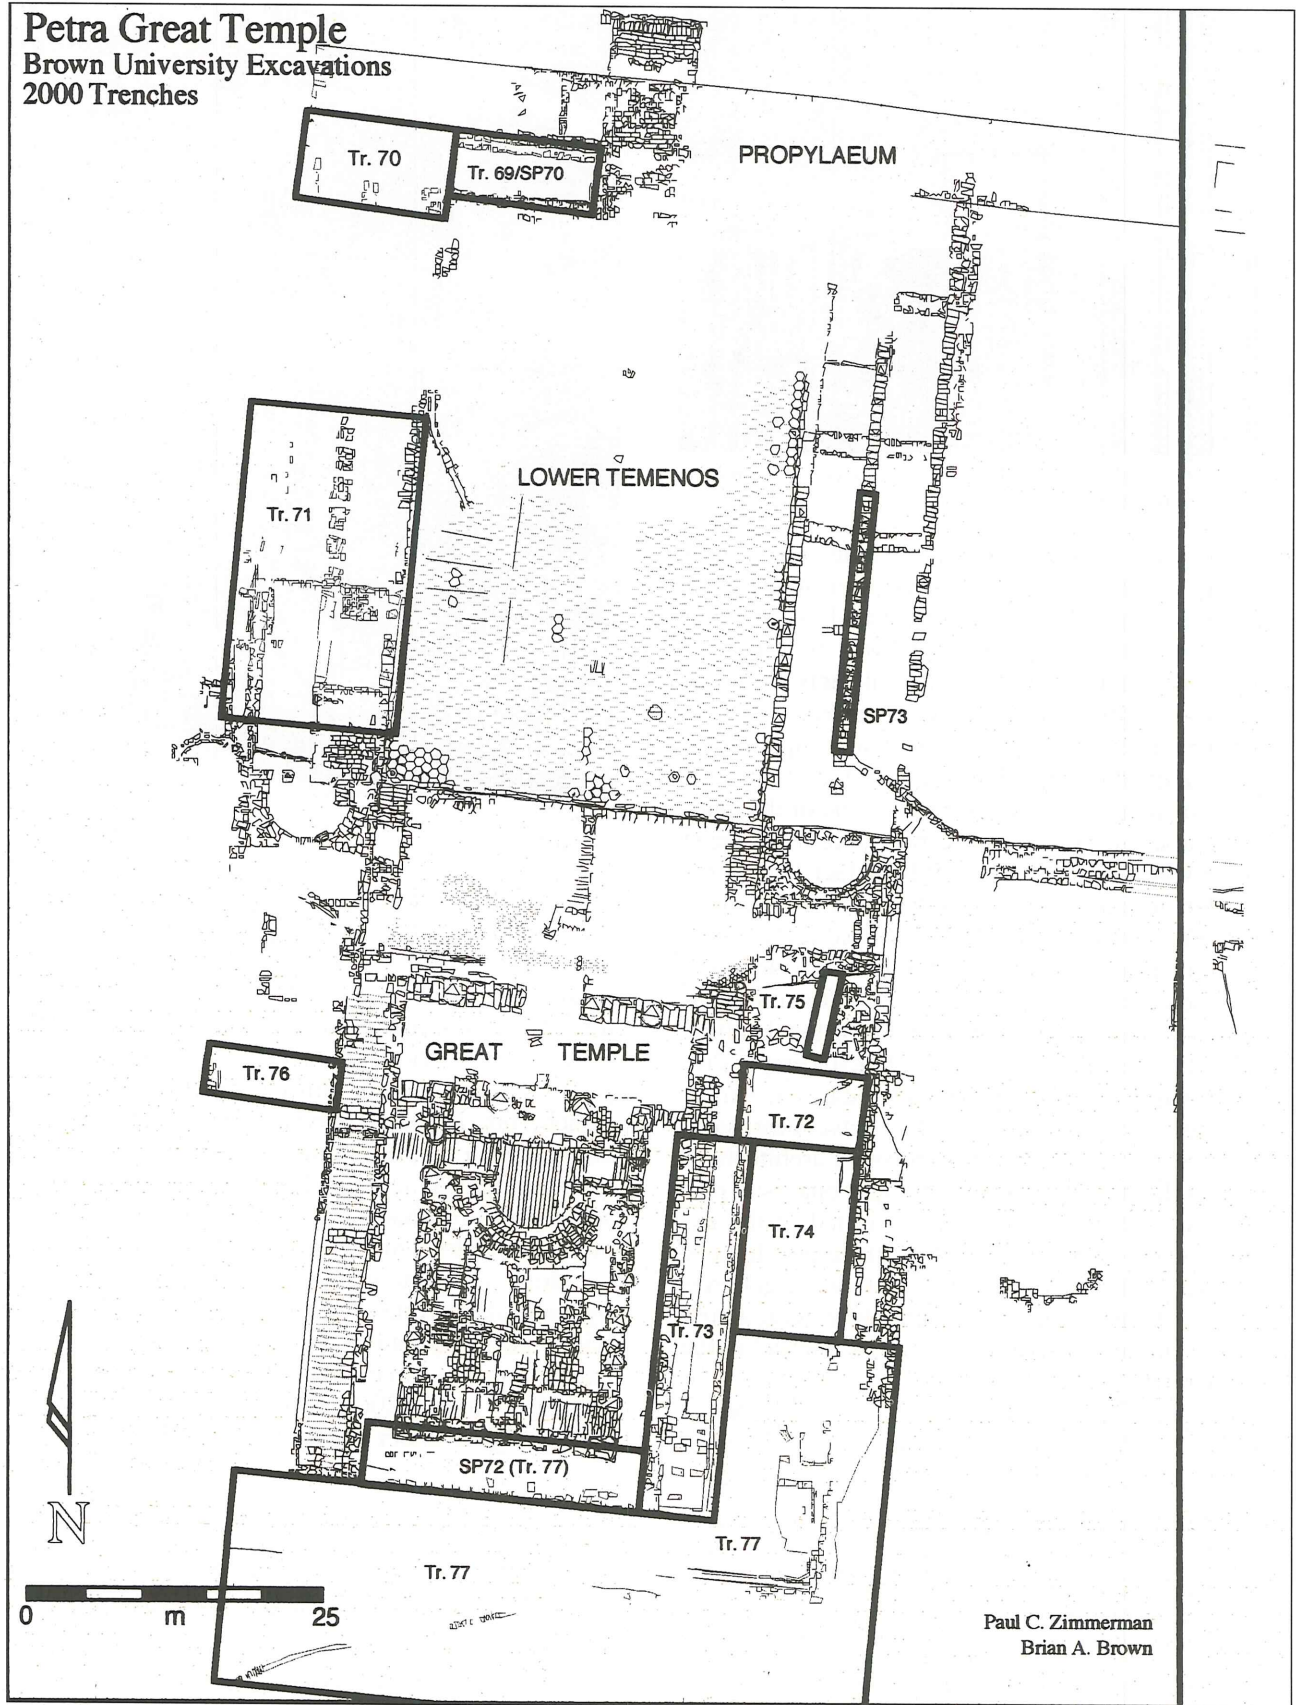 Petra Great Temple
Brown University Excavations
2000 Trenches
Tr. 70
Tr. 69/SP70
PROPYLAEUM
LOWER TEMENOS
Tr. 71
SP73
Tr. 75
GREAT TEMPLE
Tr. 76
Tr. 72
Tr. 74
Tr. 73
SP72 (Tr. 77)
N
Tr. 77
Tr. 77
0 m 25
Paul C. Zimmerman
Brian A. Brown